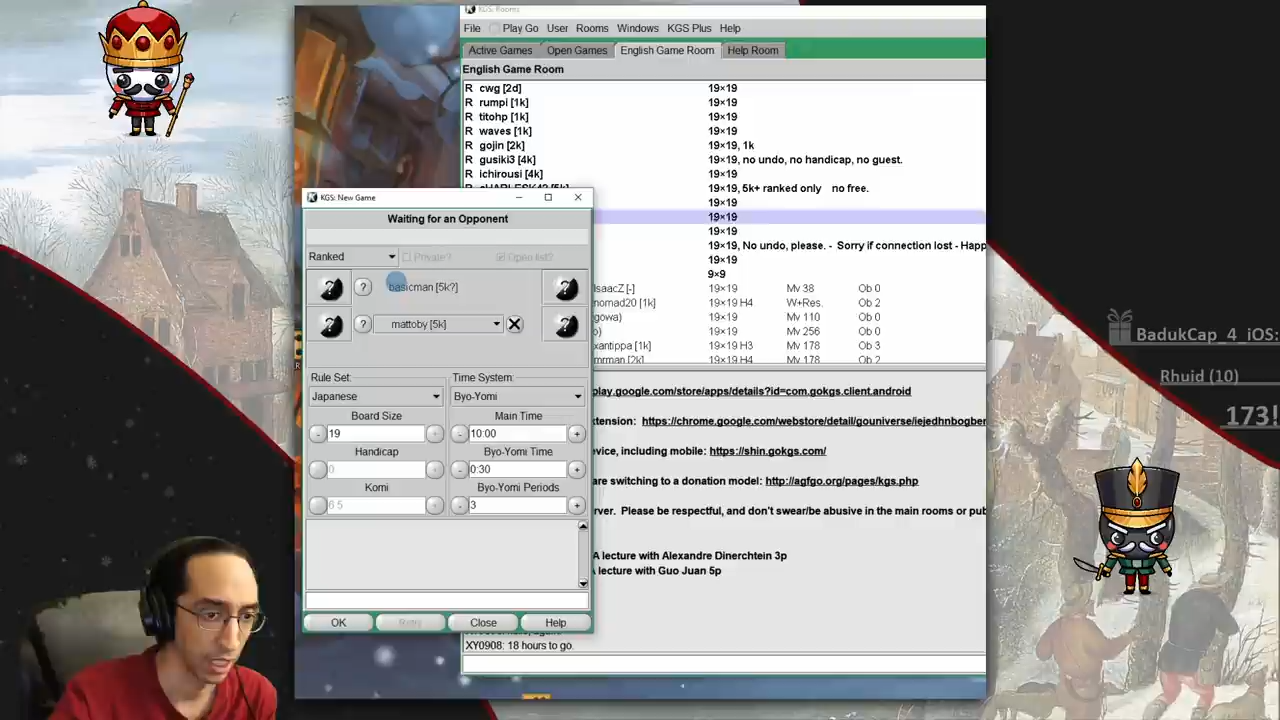 KGS: Rooms
File Play Go User Rooms Windows KGS Plus Help
Active Games Open Games English Game Room Help Room
English Game Room
R cwg [2d] 19×19
R rumpi [1k] 19×19
R titohp [1k] 19×19
R waves [1k] 19×19
R gojin [2k] 19×19, 1k
R gusiki3 [4k] 19×19, no undo, no handicap, no guest.
R ichirousi [4k] 19×19
19×19, 5k+ ranked only no free.
19×19
19×19
19×19
19×19, No undo, please. - Sorry if connection lost - Happ
19×19
9×9
IsaacZ [-] 19×19 Mv 38 Ob 0
nomad20 [1k] 19×19 H4 W+Res. Ob 2
gowa) 19×19 Mv 110 Ob 0
) 19×19 Mv 256 Ob 0
xantippa [1k] 19×19 H3 Mv 178 Ob 3
mrman [2k] 19×19 H4 Mv 178 Ob 2
KGS: New Game
Waiting for an Opponent
Ranked Private? Open list?
? basicman [5k?]
? mattoby [5k]
Rule Set: Time System:
Japanese Byo-Yomi
Board Size Main Time
- 19 - 10:00 +
Handicap Byo-Yomi Time
0 - 0:30 +
Komi Byo-Yomi Periods
6.5 - 3 +
OK Retry Close Help
play.google.com/store/apps/details?id=com.gokgs.client.android
xtension: https://chrome.google.com/webstore/detail/gouniverse/iejedhnbogber
evice, including mobile: https://shin.gokgs.com/
are switching to a donation model: http://agfgo.org/pages/kgs.php
rver. Please be respectful, and don't swear/be abusive in the main rooms or pub
A lecture with Alexandre Dinerchtein 3p
A lecture with Guo Juan 5p
XY0908: 18 hours to go.
BadukCap_4_iOS:
Rhuid (10)
173!